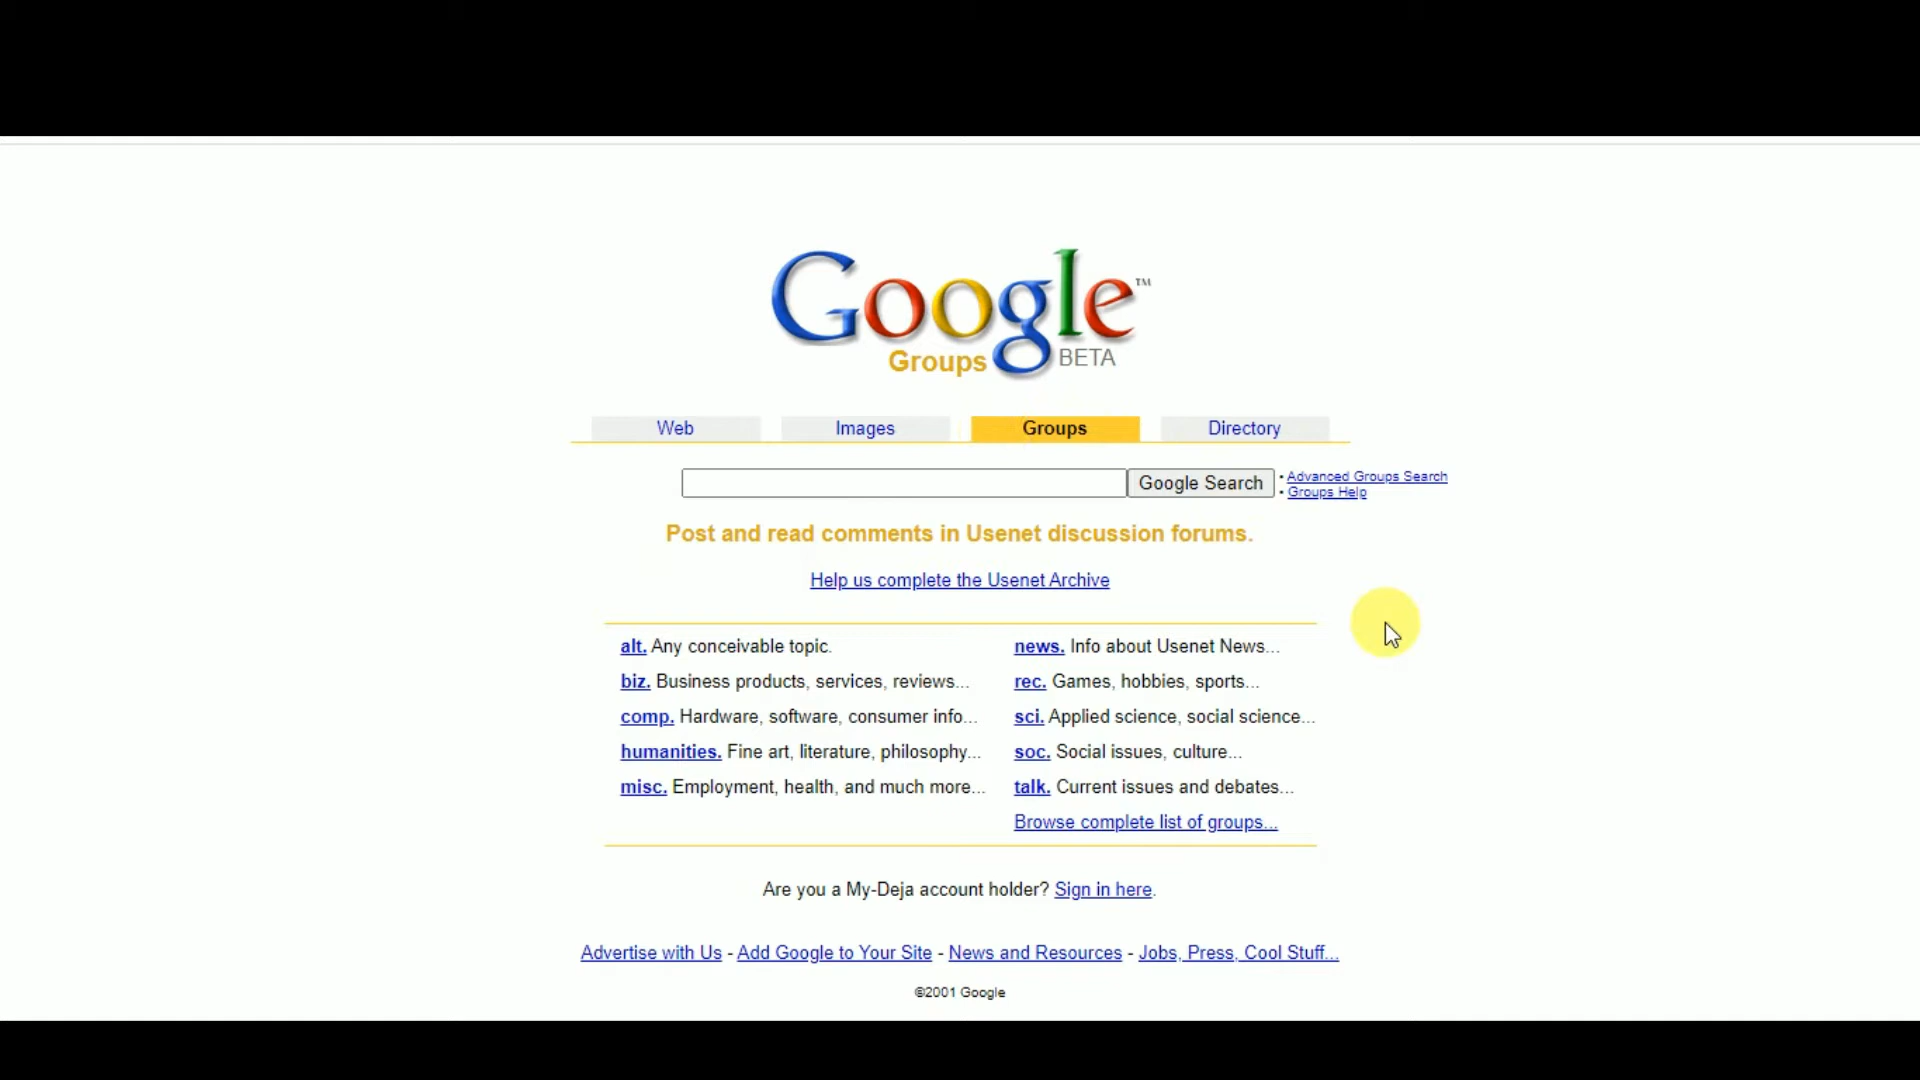 Google™
Groups BETA
Web Images Groups Directory
Google Search
• Advanced Groups Search
• Groups Help
Post and read comments in Usenet discussion forums.
Help us complete the Usenet Archive
alt. Any conceivable topic.
news. Info about Usenet News...
biz. Business products, services, reviews...
rec. Games, hobbies, sports...
comp. Hardware, software, consumer info...
sci. Applied science, social science...
humanities. Fine art, literature, philosophy...
soc. Social issues, culture...
misc. Employment, health, and much more...
talk. Current issues and debates...
Browse complete list of groups...
Are you a My-Deja account holder? Sign in here.
Advertise with Us - Add Google to Your Site - News and Resources - Jobs, Press, Cool Stuff...
©2001 Google